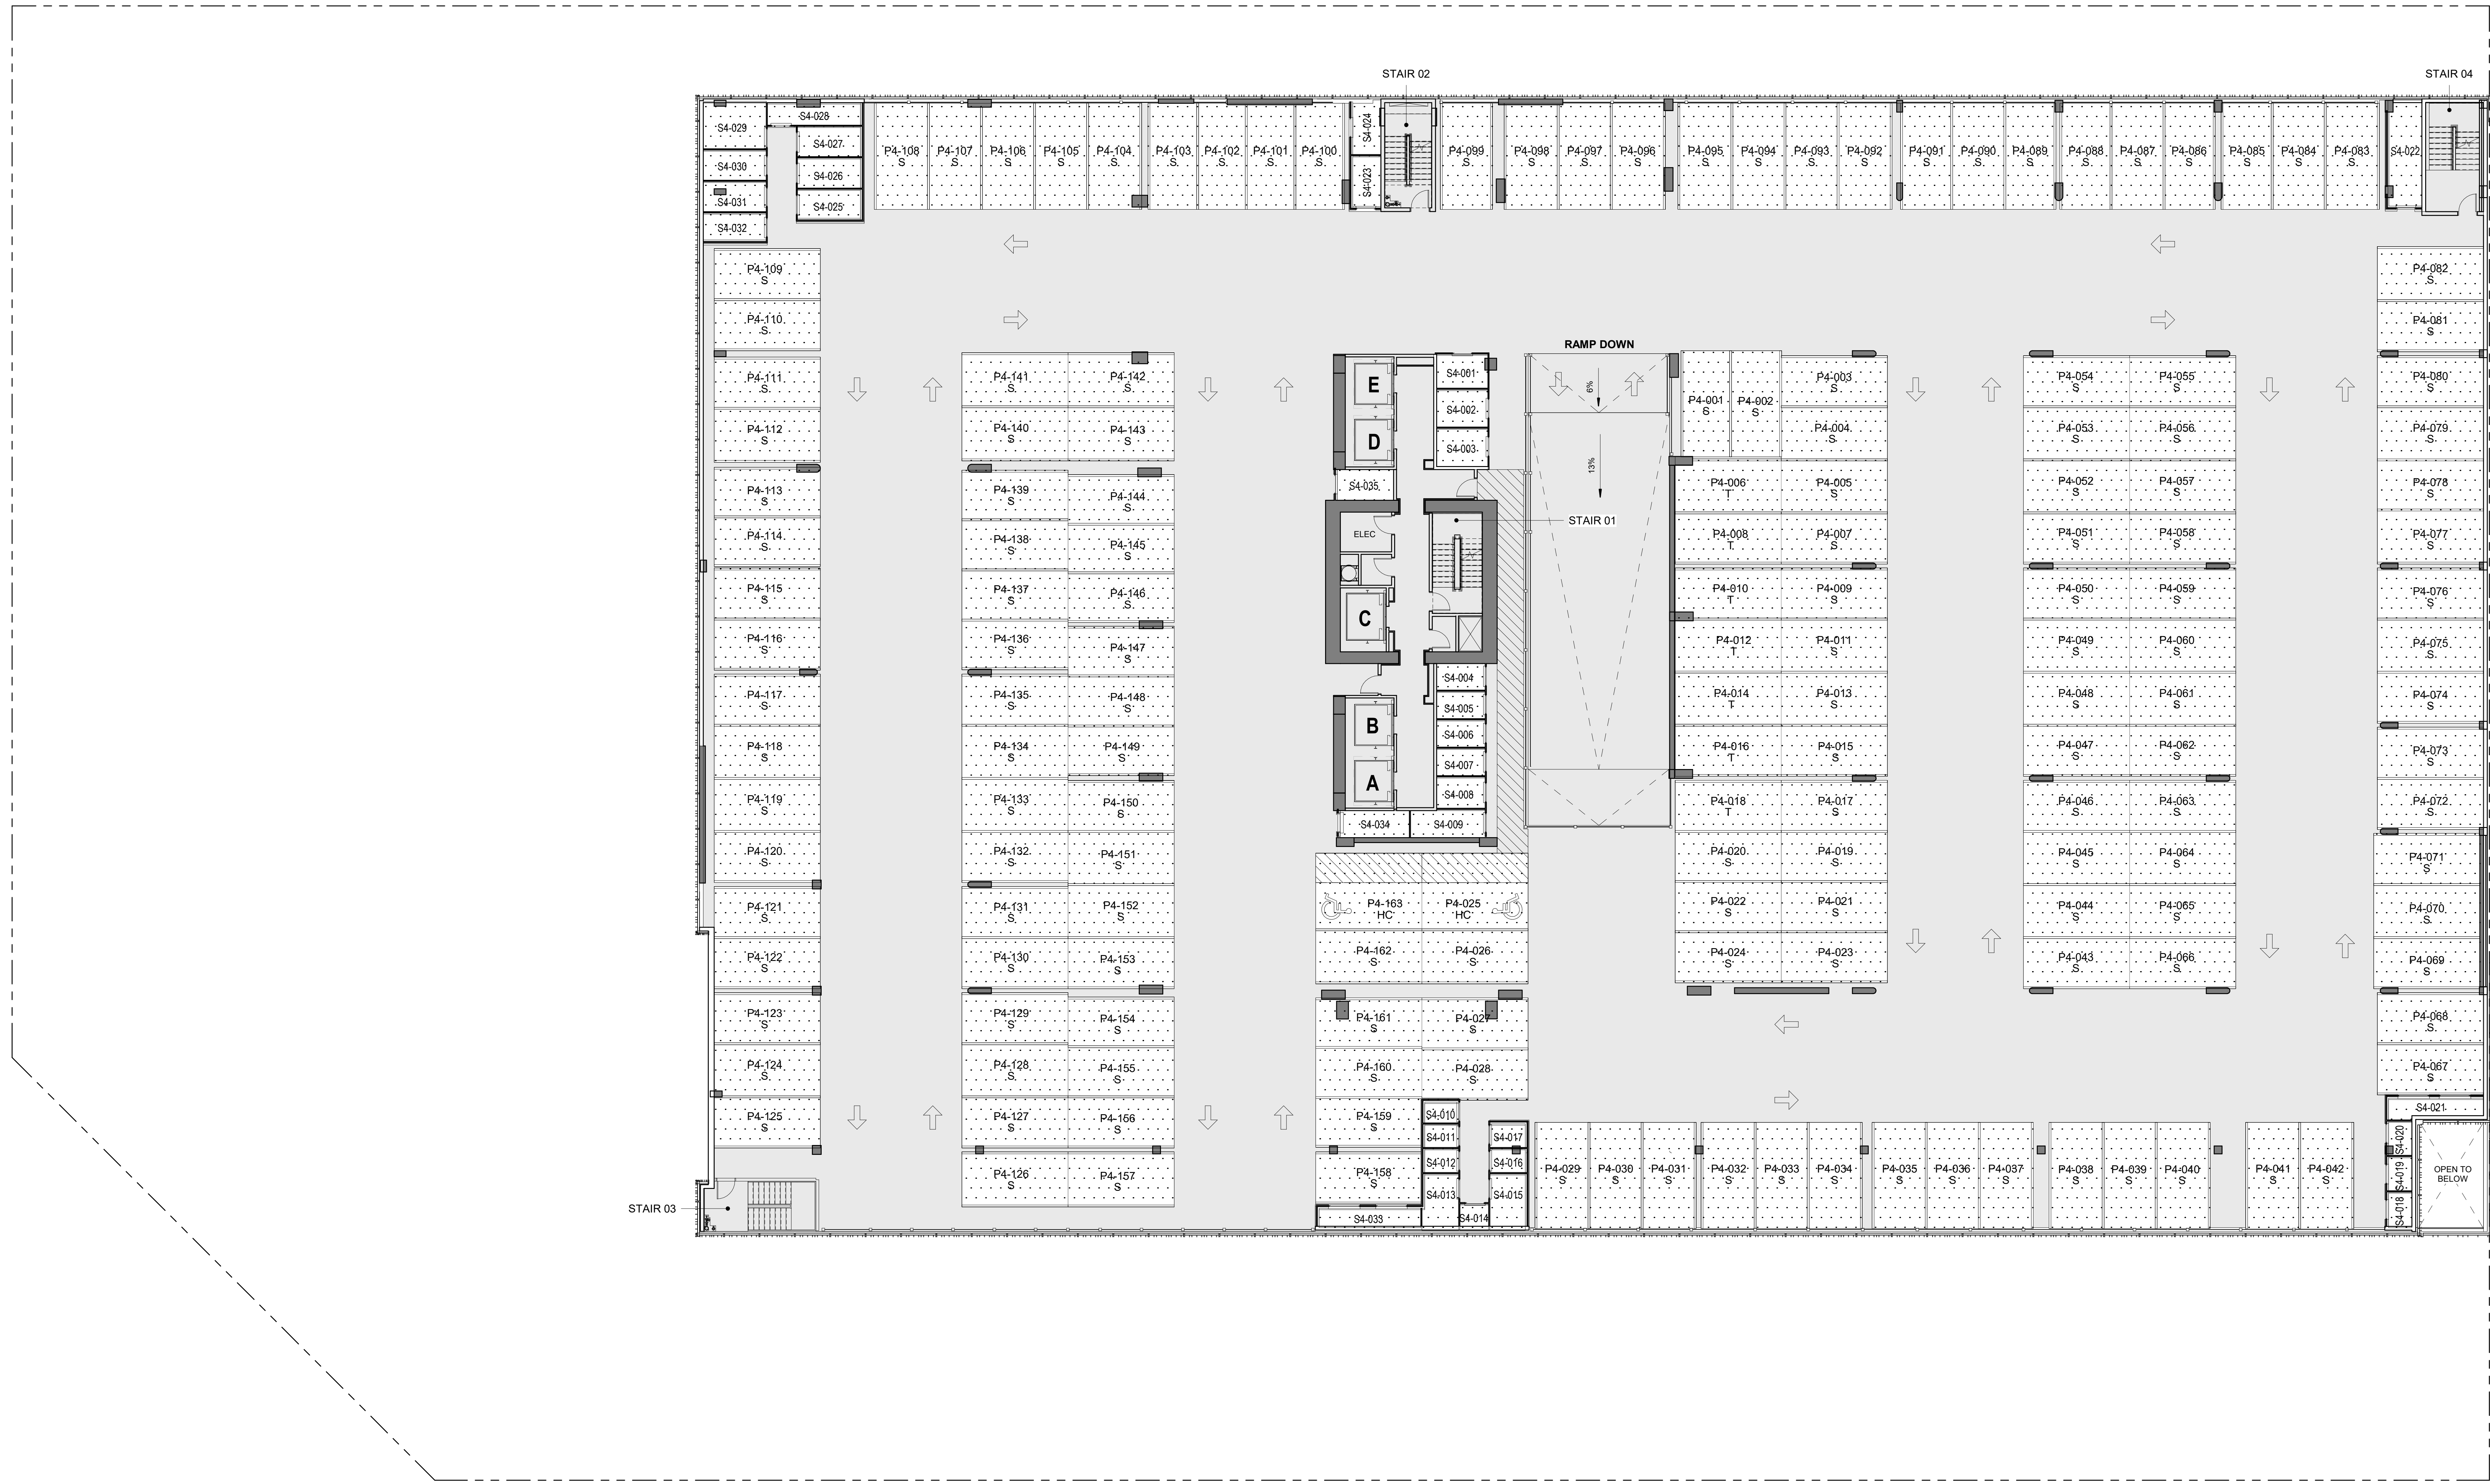 STAIR 02
STAIR 04
S4-029
S4-028
S4-027
S4-030
S4-026
S4-031
S4-025
S4-032
P4-108
S
P4-107
S
P4-106
S
P4-105
S
P4-104
S
P4-103
S
P4-102
S
P4-101
S
P4-100
S
S4-024
S4-023
P4-099
S
P4-098
S
P4-097
S
P4-096
S
P4-095
S
P4-094
S
P4-093
S
P4-092
S
P4-091
S
P4-090
S
P4-089
S
P4-088
S
P4-087
S
P4-086
S
P4-085
S
P4-084
S
P4-083
S
S4-022
P4-109
S
P4-110
S
P4-111
S
P4-112
S
P4-113
S
P4-114
S
P4-115
S
P4-116
S
P4-117
S
P4-118
S
P4-119
S
P4-120
S
P4-121
S
P4-122
S
P4-123
S
P4-124
S
P4-125
S
STAIR 03
P4-141
S
P4-140
S
P4-139
S
P4-138
S
P4-137
S
P4-136
S
P4-135
S
P4-134
S
P4-133
S
P4-132
S
P4-131
S
P4-130
S
P4-129
S
P4-128
S
P4-127
S
P4-126
S
P4-142
S
P4-143
S
P4-144
S
P4-145
S
P4-146
S
P4-147
S
P4-148
S
P4-149
S
P4-150
S
P4-151
S
P4-152
S
P4-153
S
P4-154
S
P4-155
S
P4-166
S
P4-157
S
E
D
S4-001
S4-002
S4-003
S4-035
ELEC
STAIR 01
C
S4-004
S4-005
B
S4-006
S4-007
A
S4-008
S4-034
S4-009
RAMP DOWN
6%
13%
P4-163
HC
P4-025
HC
P4-162
S
P4-026
S
P4-161
S
P4-027
S
P4-160
S
P4-028
S
P4-159
S
P4-158
S
S4-010
S4-011
S4-017
S4-012
S4-016
S4-013
S4-015
S4-033
S4-014
P4-001
S
P4-002
S
P4-003
S
P4-004
S
P4-006
T
P4-005
S
P4-008
T
P4-007
S
P4-010
T
P4-009
S
P4-012
T
P4-011
S
P4-014
T
P4-013
S
P4-016
T
P4-015
S
P4-018
T
P4-017
S
P4-020
S
P4-019
S
P4-022
S
P4-021
S
P4-024
S
P4-023
S
P4-054
S
P4-055
S
P4-053
S
P4-056
S
P4-052
S
P4-057
S
P4-051
S
P4-058
S
P4-050
S
P4-059
S
P4-049
S
P4-060
S
P4-048
S
P4-061
S
P4-047
S
P4-062
S
P4-046
S
P4-063
S
P4-045
S
P4-064
S
P4-044
S
P4-065
S
P4-043
S
P4-066
S
P4-082
S
P4-081
S
P4-080
S
P4-079
S
P4-078
S
P4-077
S
P4-076
S
P4-075
S
P4-074
S
P4-073
S
P4-072
S
P4-071
S
P4-070
S
P4-069
S
P4-068
S
P4-067
S
S4-021
P4-029
S
P4-030
S
P4-031
S
P4-032
S
P4-033
S
P4-034
S
P4-035
S
P4-036
S
P4-037
S
P4-038
S
P4-039
S
P4-040
S
P4-041
S
P4-042
S
S4-020
S4-019
S4-018
OPEN TO
BELOW